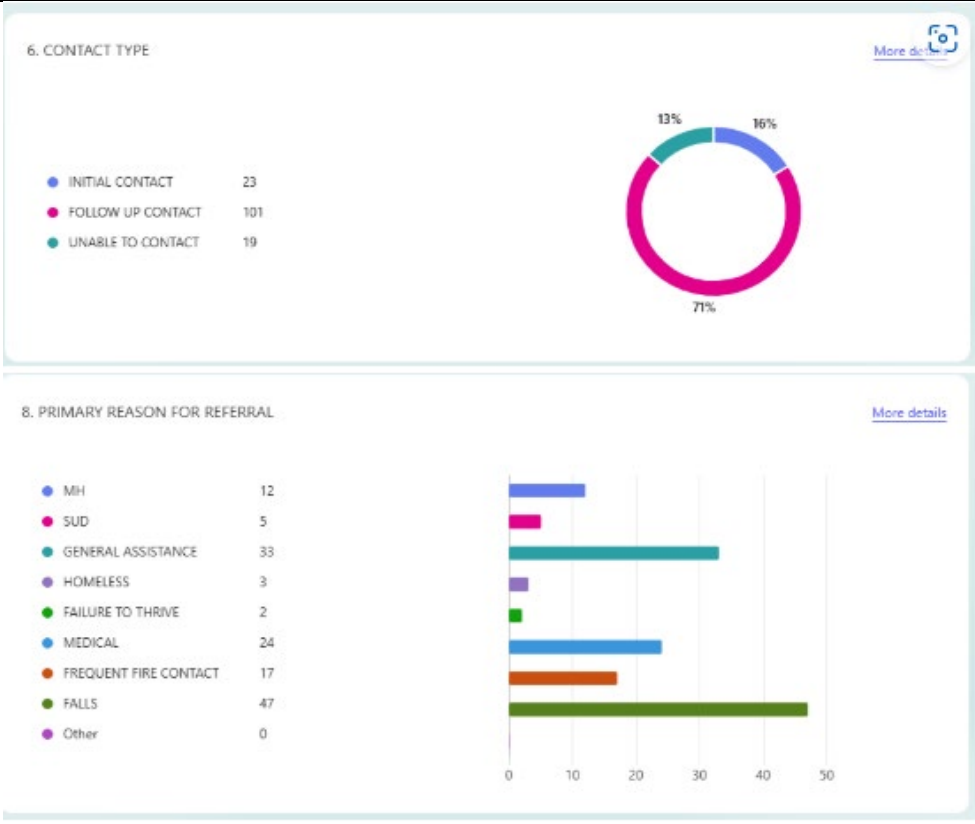 6. CONTACT TYPE
More details
13%
16%
INITIAL CONTACT 23
FOLLOW UP CONTACT 101
UNABLE TO CONTACT 19
71%
8. PRIMARY REASON FOR REFERRAL
More details
MH 12
SUD 5
GENERAL ASSISTANCE 33
HOMELESS 3
FAILURE TO THRIVE 2
MEDICAL 24
FREQUENT FIRE CONTACT 17
FALLS 47
Other 0
0 10 20 30 40 50